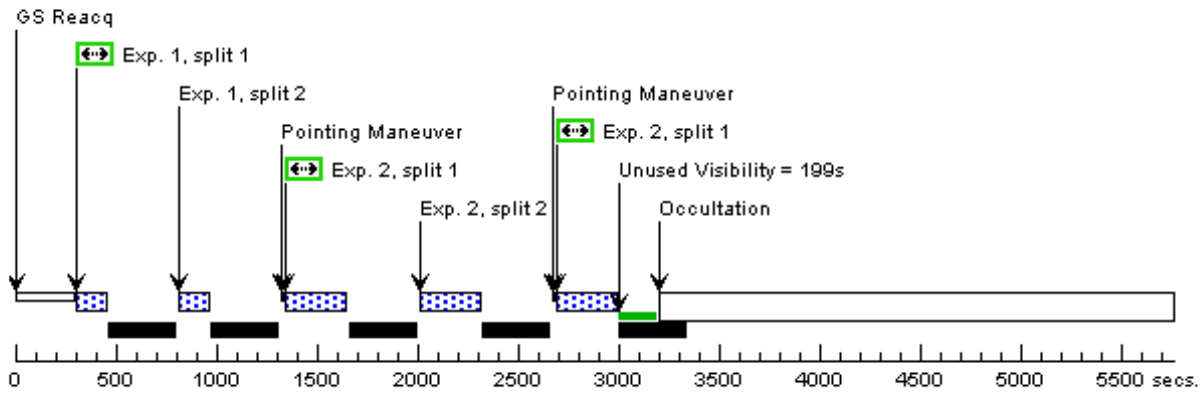 GS Reacq
Exp. 1, split 1
Exp. 1, split 2
Pointing Maneuver
Pointing Maneuver
Exp. 2, split 1
Exp. 2, split 1
Unused Visibility = 199s
Exp. 2, split 2
Occultation
0 500 1000 1500 2000 2500 3000 3500 4000 4500 5000 5500 secs.